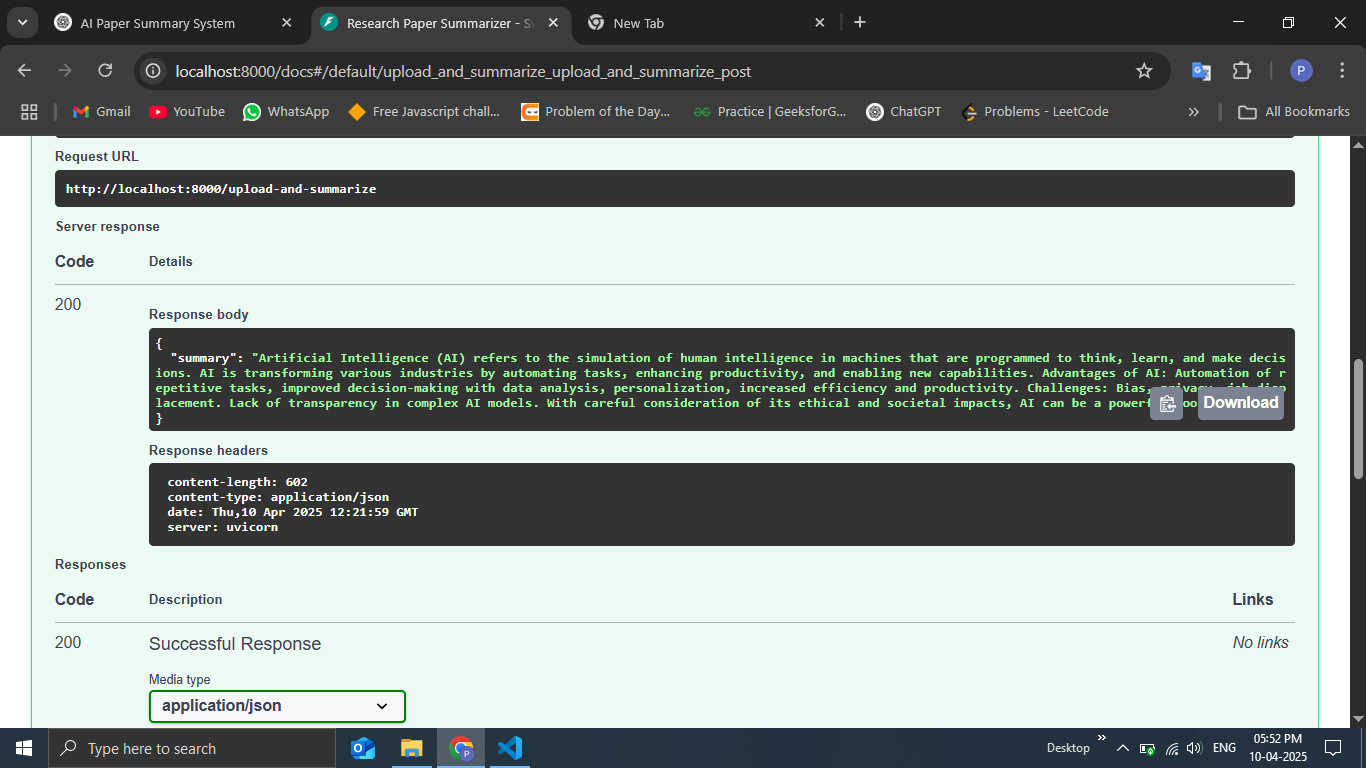 AI Paper Summary System
Research Paper Summarizer - S
New Tab
localhost:8000/docs#/default/upload_and_summarize_upload_and_summarize_post
P
Gmail
YouTube
WhatsApp
Free Javascript chall...
Problem of the Day...
Practice | GeeksforG...
ChatGPT
Problems - LeetCode
»
All Bookmarks
Request URL
http://localhost:8000/upload-and-summarize
Server response
Code Details
200
Response body
{
"summary": "Artificial Intelligence (AI) refers to the simulation of human intelligence in machines that are programmed to think, learn, and make decis
ions. AI is transforming various industries by automating tasks, enhancing productivity, and enabling new capabilities. Advantages of AI: Automation of r
epetitive tasks, improved decision-making with data analysis, personalization, increased efficiency and productivity. Challenges: Bias, privacy, job disp
lacement. Lack of transparency in complex AI models. With careful consideration of its ethical and societal impacts, AI can be a
}
Download
Response headers
content-length: 602
content-type: application/json
date: Thu,10 Apr 2025 12:21:59 GMT
server: uvicorn
Responses
Code Description Links
200 Successful Response No links
Media type
application/json
Type here to search
Desktop
»
ENG
05:52 PM
10-04-2025